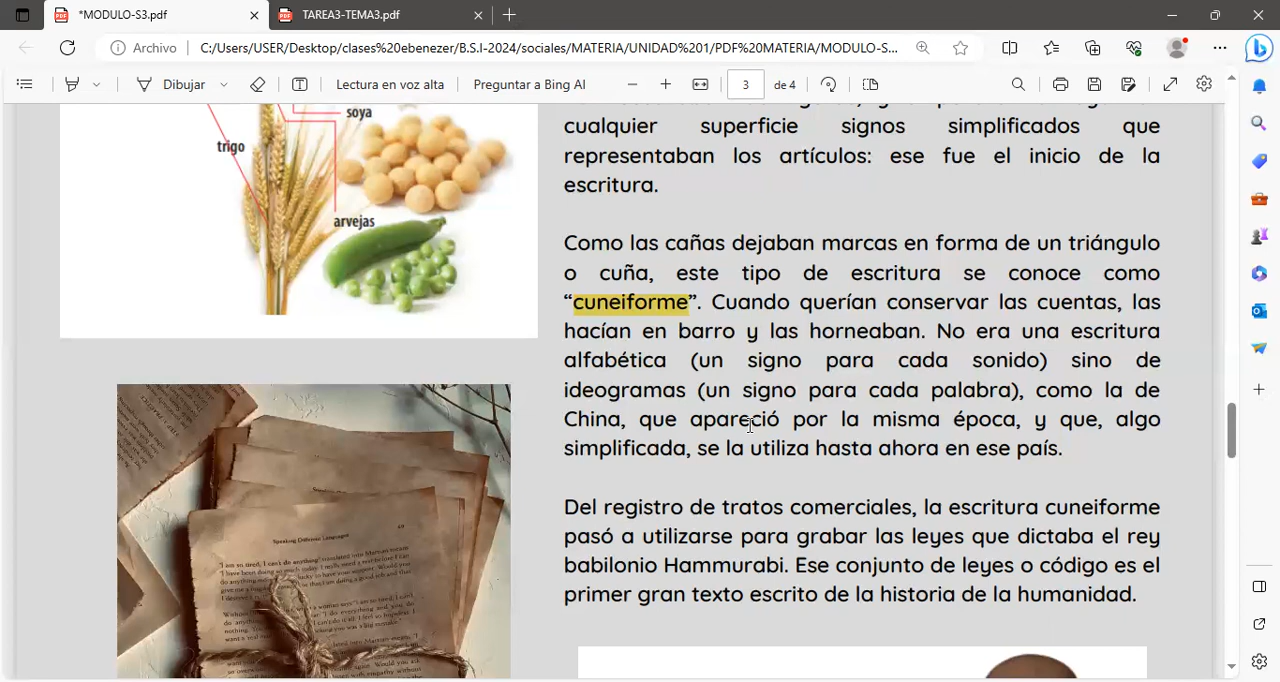 *MODULO-S3.pdf
TAREA3-TEMA3.pdf
Archivo
C:/Users/USER/Desktop/clases%20ebenezer/B.S.I-2024/sociales/MATERIA/UNIDAD%201/PDF%20MATERIA/MODULO-S...
Dibujar
Lectura en voz alta
Preguntar a Bing AI
3
de 4
soya
trigo
arvejas
cualquier superficie signos simplificados que
representaban los artículos: ese fue el inicio de la
escritura.
Como las cañas dejaban marcas en forma de un triángulo
o cuña, este tipo de escritura se conoce como
“cuneiforme”. Cuando querían conservar las cuentas, las
hacían en barro y las horneaban. No era una escritura
alfabética (un signo para cada sonido) sino de
ideogramas (un signo para cada palabra), como la de
China, que apareció por la misma época, y que, algo
simplificada, se la utiliza hasta ahora en ese país.
Del registro de tratos comerciales, la escritura cuneiforme
pasó a utilizarse para grabar las leyes que dictaba el rey
babilonio Hammurabi. Ese conjunto de leyes o código es el
primer gran texto escrito de la historia de la humanidad.